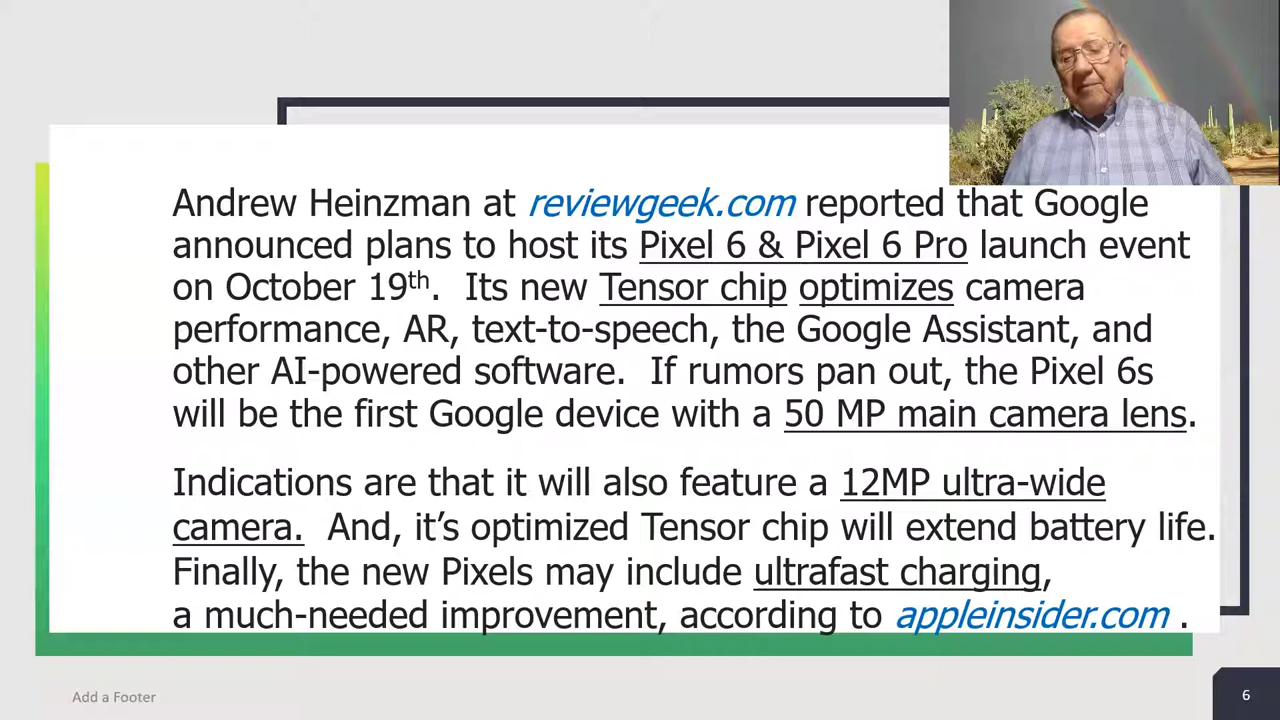 Andrew Heinzman at reviewgeek.com reported that Google
announced plans to host its Pixel 6 & Pixel 6 Pro launch event
on October 19th.  Its new Tensor chip optimizes camera
performance, AR, text-to-speech, the Google Assistant, and
other AI-powered software.  If rumors pan out, the Pixel 6s
will be the first Google device with a 50 MP main camera lens.
Indications are that it will also feature a 12MP ultra-wide
camera.  And, it’s optimized Tensor chip will extend battery life.
Finally, the new Pixels may include ultrafast charging,
a much-needed improvement, according to appleinsider.com .
Add a Footer
6